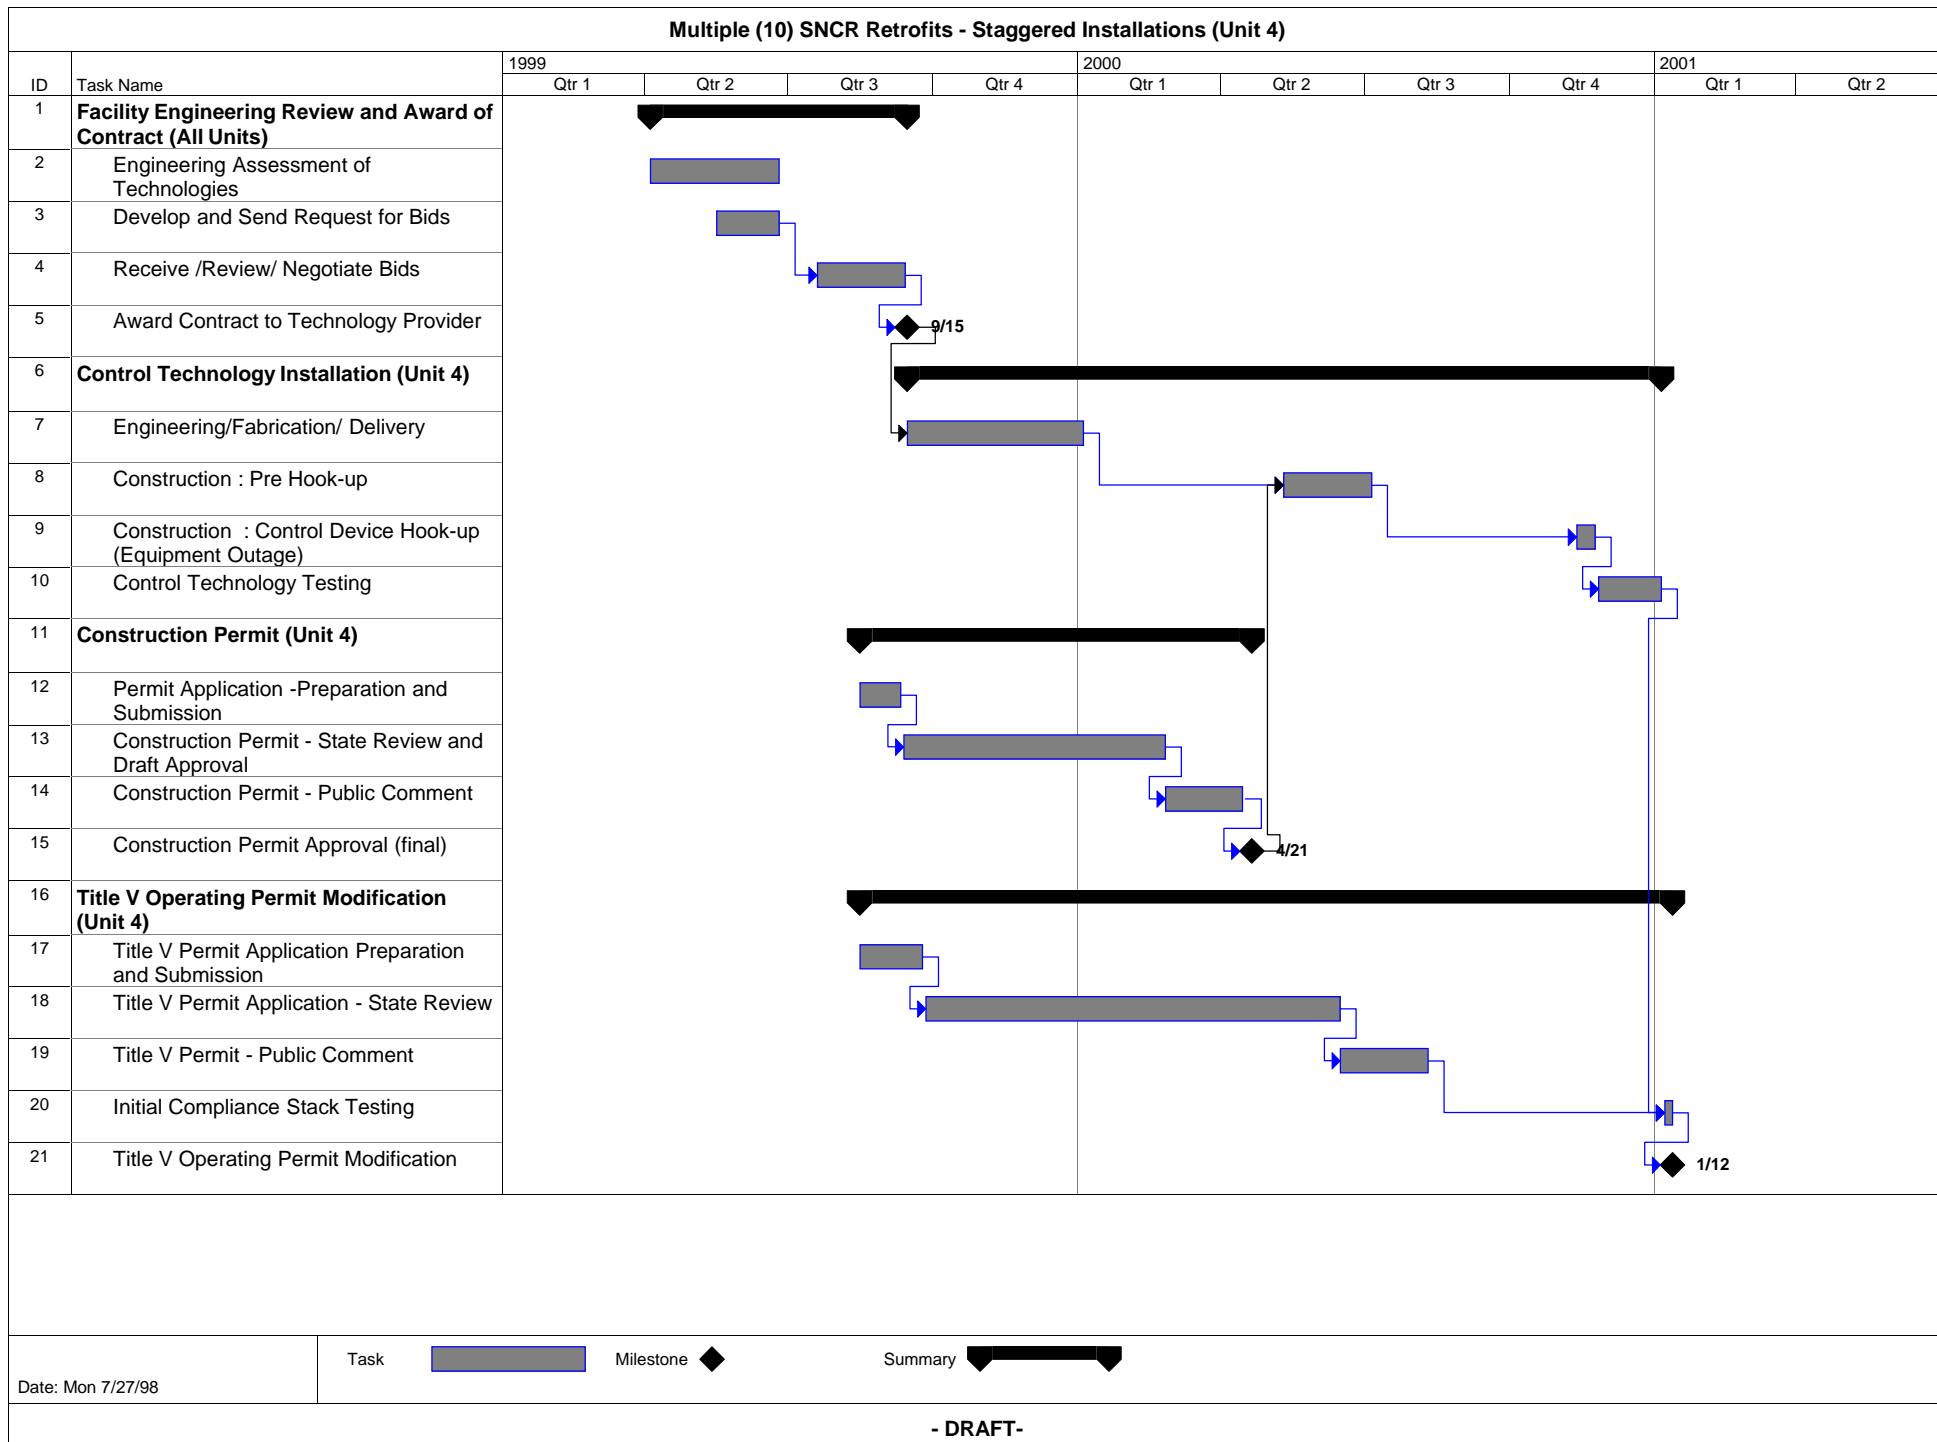 Multiple (10) SNCR Retrofits - Staggered Installations (Unit 4)
1999 2000 2001
ID Task Name Qtr 1 Qtr 2 Qtr 3 Qtr 4 Qtr 1 Qtr 2 Qtr 3 Qtr 4 Qtr 1 Qtr 2
1 Facility Engineering Review and Award of
Contract (All Units)
2 Engineering Assessment of
Technologies
3 Develop and Send Request for Bids
4 Receive /Review/ Negotiate Bids
5 Award Contract to Technology Provider 9/15
6 Control Technology Installation (Unit 4)
7 Engineering/Fabrication/ Delivery
8 Construction : Pre Hook-up
9 Construction : Control Device Hook-up
(Equipment Outage)
10 Control Technology Testing
11 Construction Permit (Unit 4)
12 Permit Application -Preparation and
Submission
13 Construction Permit - State Review and
Draft Approval
14 Construction Permit - Public Comment
15 Construction Permit Approval (final) 4/21
16 Title V Operating Permit Modification
(Unit 4)
17 Title V Permit Application Preparation
and Submission
18 Title V Permit Application - State Review
19 Title V Permit - Public Comment
20 Initial Compliance Stack Testing
21 Title V Operating Permit Modification 1/12
Task Milestone Summary
Date: Mon 7/27/98
- DRAFT-